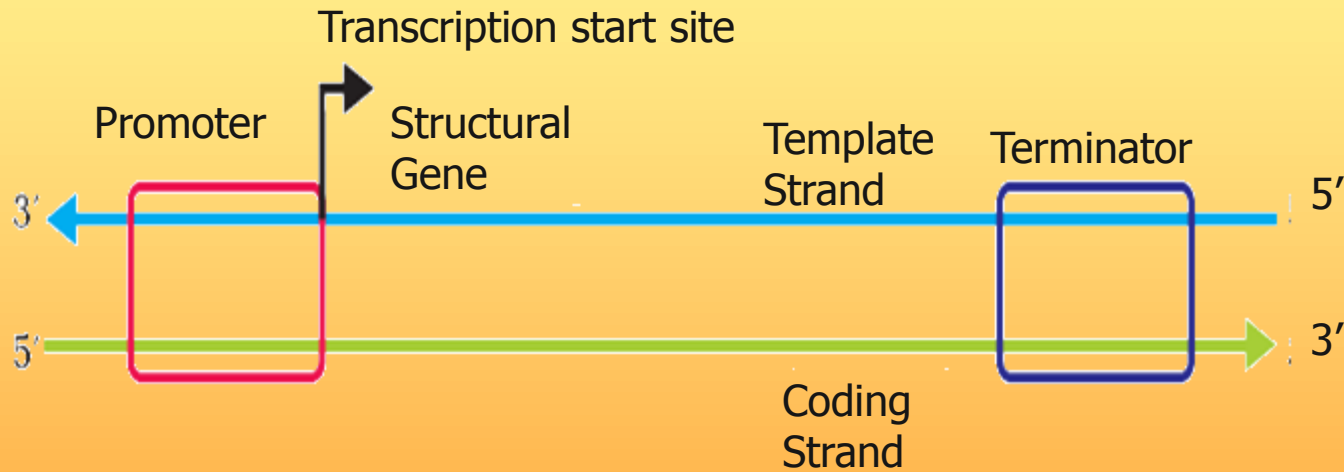 Transcription start site
Promoter
Structural
Gene
Template
Strand
Terminator
3′
5′
5′
3′
Coding
Strand